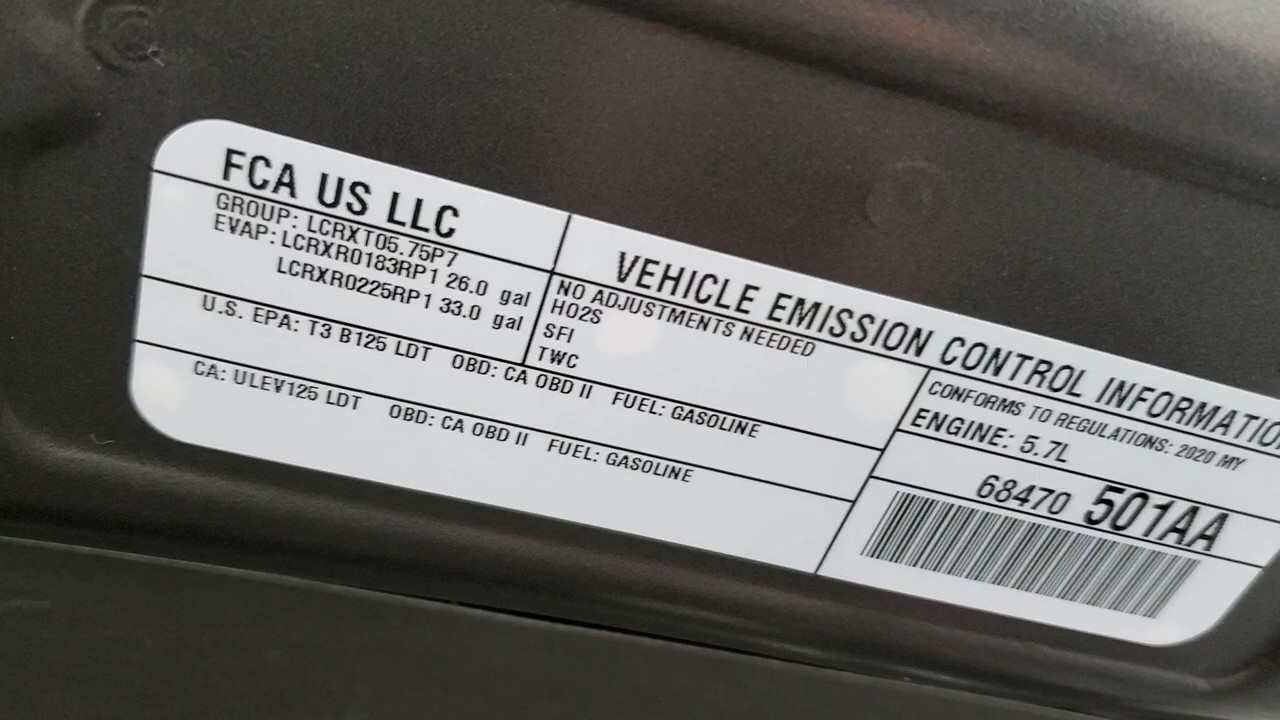 FCA US LLC
GROUP: LCRXT05.75P7
EVAP: LCRXR0183RP1 26.0 gal
LCRXR0225RP1 33.0 gal
VEHICLE EMISSION CONTROL INFORMATIO
NO ADJUSTMENTS NEEDED
HO2S
SFI
TWC
U.S. EPA: T3 B125 LDT OBD: CA OBD II FUEL: GASOLINE
CA: ULEV125 LDT OBD: CA OBD II FUEL: GASOLINE
CONFORMS TO REGULATIONS: 2020 MY
ENGINE: 5.7L
68470 501AA